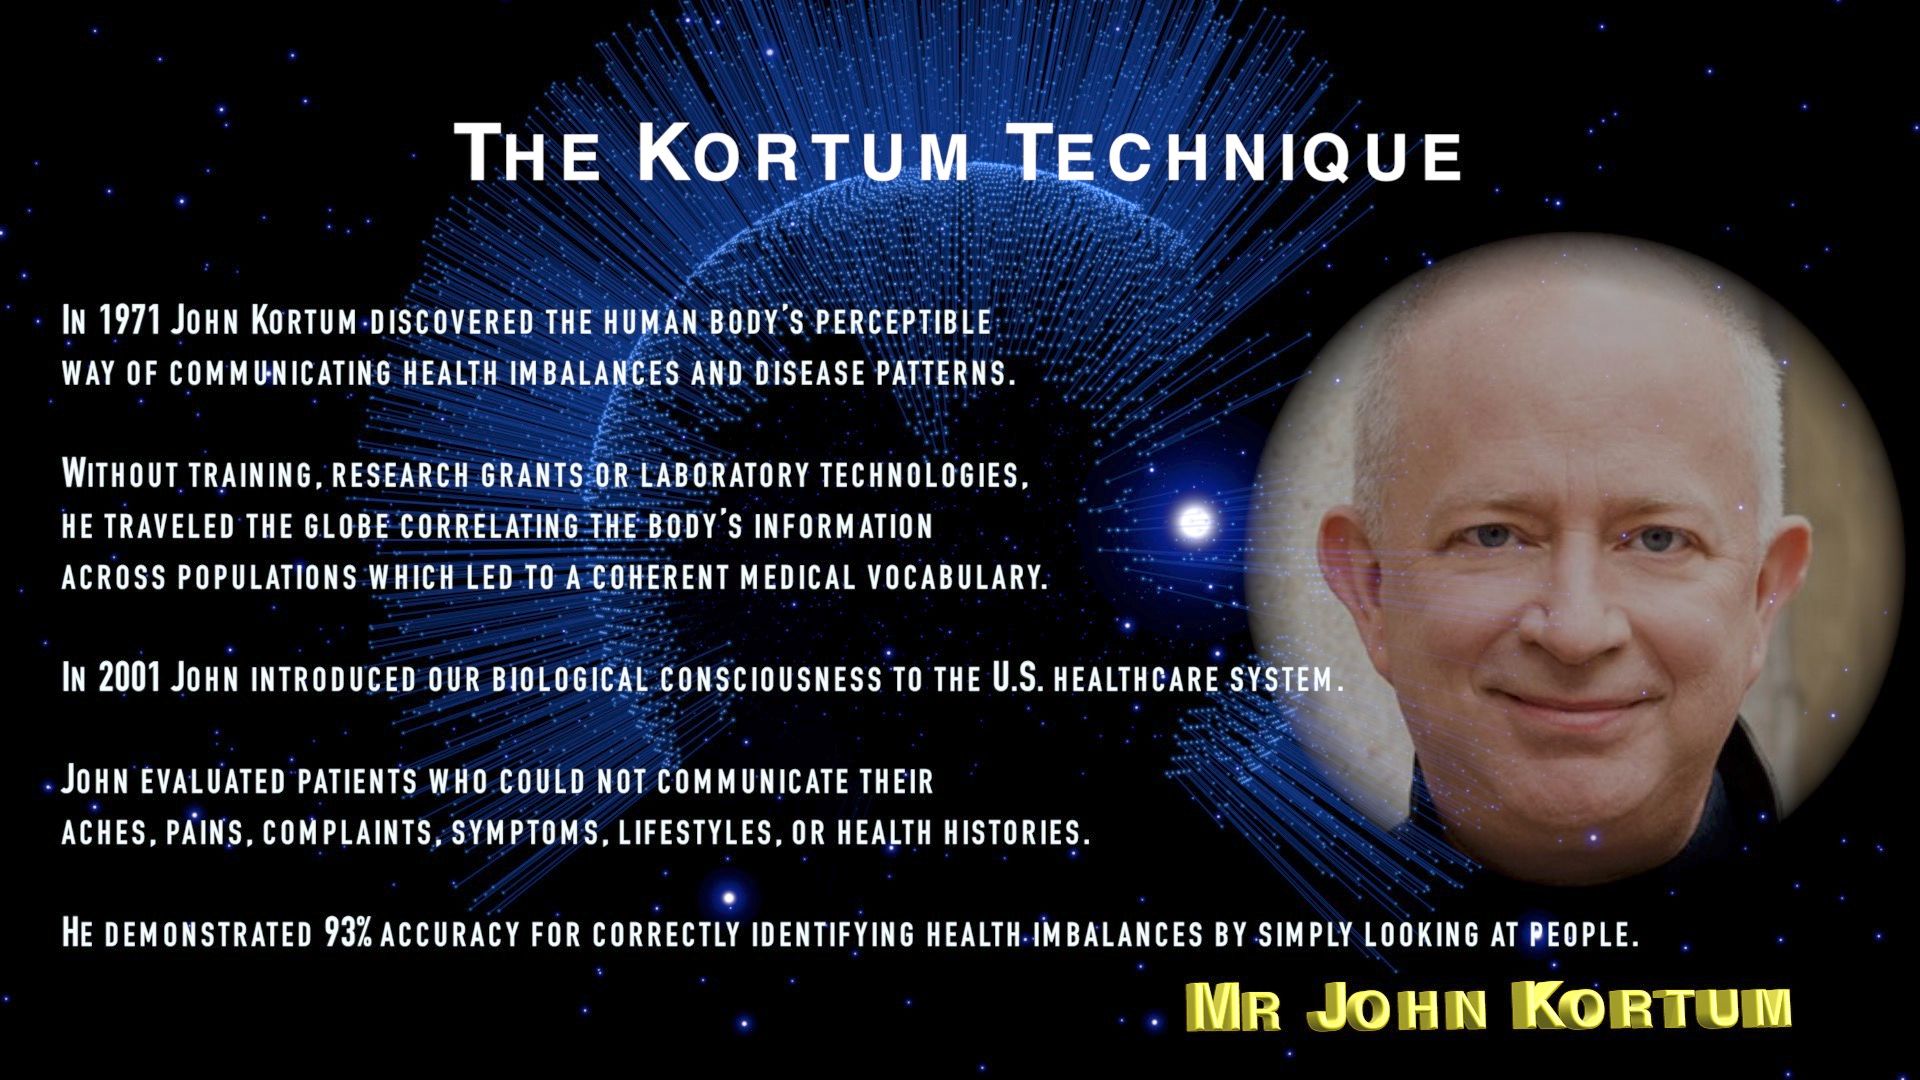 The Kortum Technique
In 1971 John Kortum discovered the human body's perceptible
way of communicating health imbalances and disease patterns.
Without training, research grants or laboratory technologies,
he traveled the globe correlating the body's information
across populations which led to a coherent medical vocabulary.
In 2001 John introduced our biological consciousness to the U.S. healthcare system.
John evaluated patients who could not communicate their
aches, pains, complaints, symptoms, lifestyles, or health histories.
He demonstrated 93% accuracy for correctly identifying health imbalances by simply looking at people.
Mr John Kortum